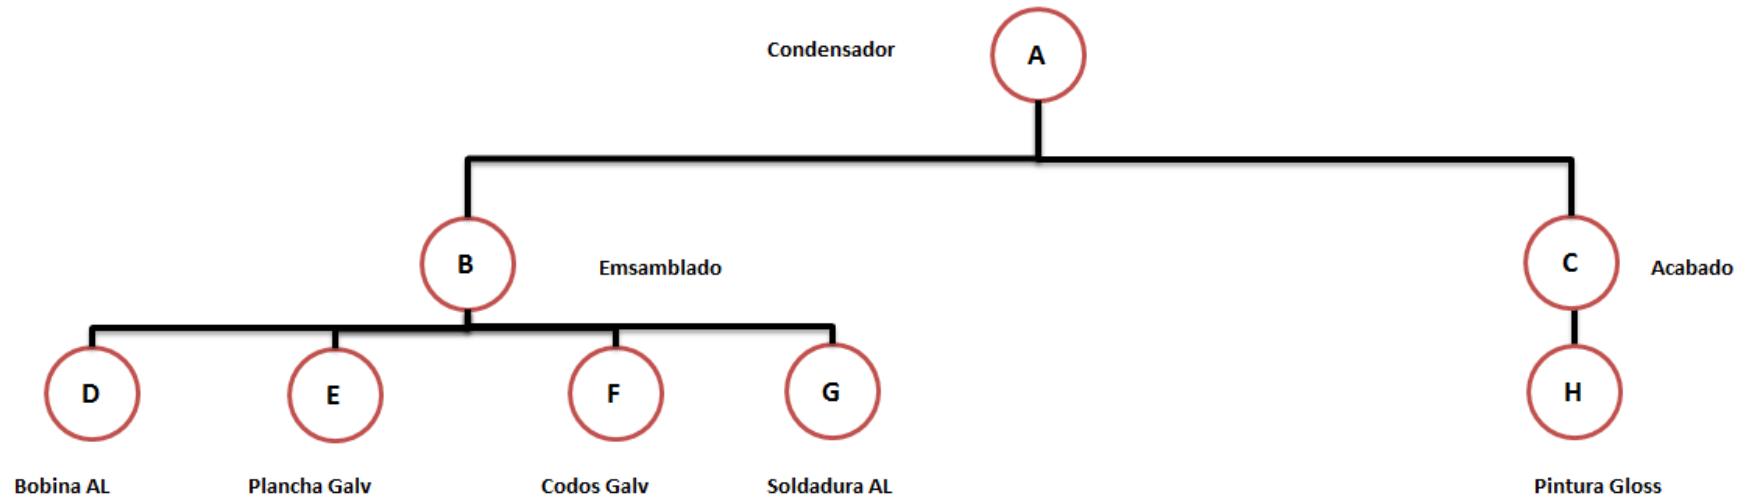 Condensador
A
B
Emsamblado
C
Acabado
D
E
F
G
H
Bobina AL
Plancha Galv
Codos Galv
Soldadura AL
Pintura Gloss